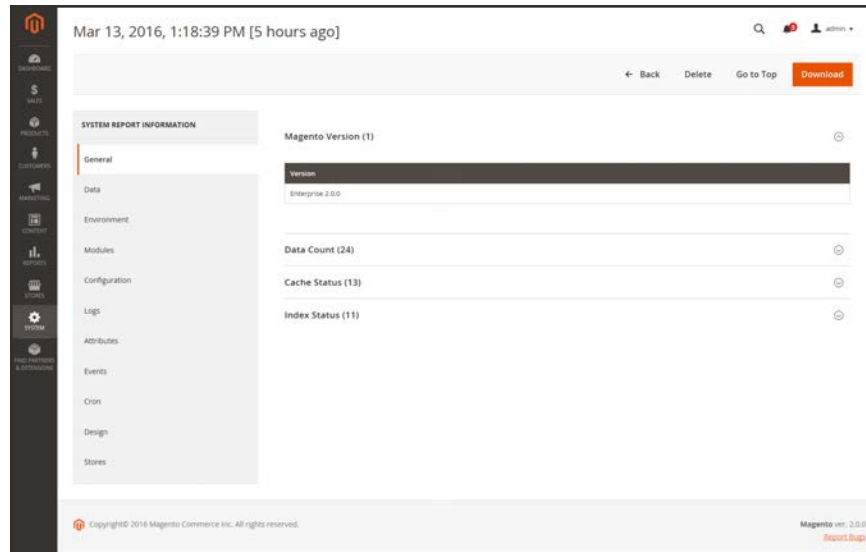 Mar 13, 2016, 1:18:39 PM [5 hours ago]
admin
← Back Delete Go to Top Download
DASHBOARD
SALES
PRODUCTS
CUSTOMERS
MARKETING
CONTENT
REPORTS
STORES
SYSTEM
FIND PARTNERS
& EXTENSIONS
SYSTEM REPORT INFORMATION
General
Data
Environment
Modules
Configuration
Logs
Attributes
Events
Cron
Design
Stores
Magento Version (1)
Version
Enterprise 2.0.0
Data Count (24)
Cache Status (13)
Index Status (11)
Copyright© 2016 Magento Commerce Inc. All rights reserved.
Magento ver. 2.0.0
Report Bugs